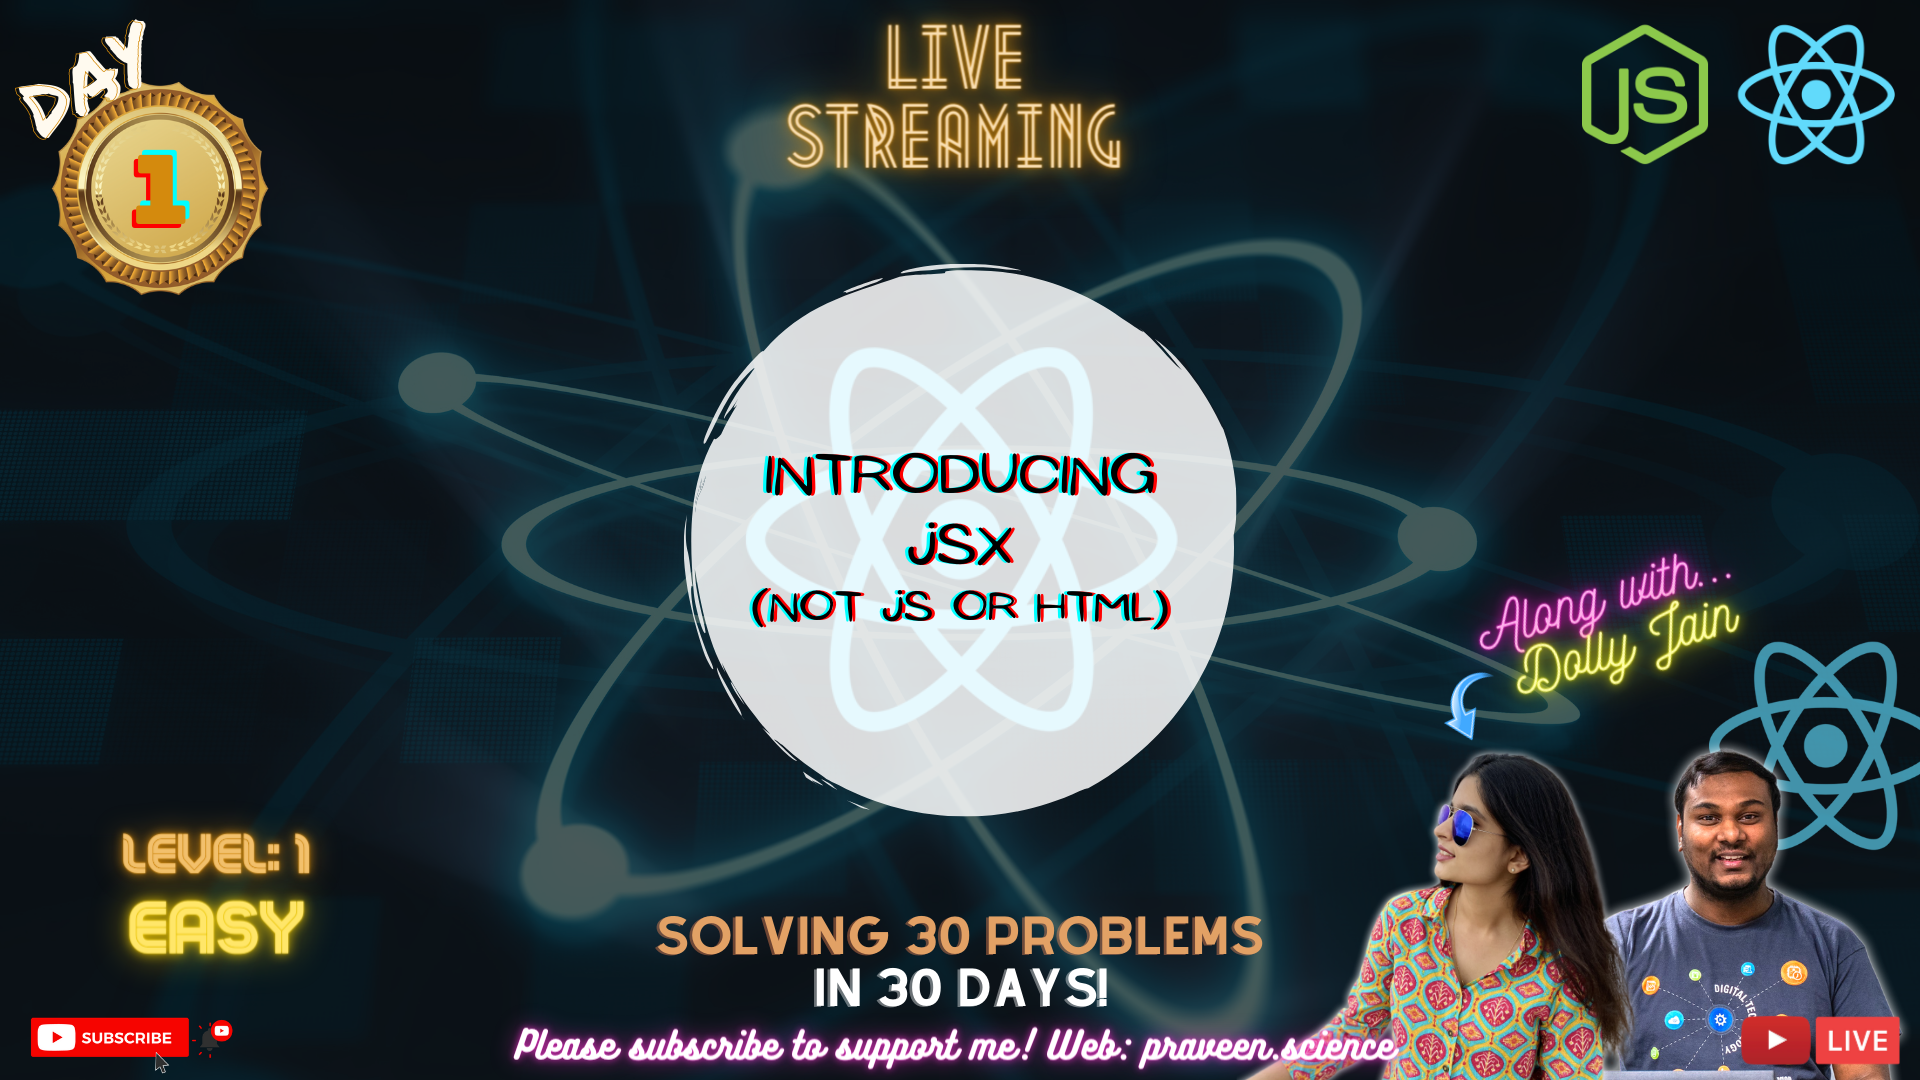 DAY
1
LIVE
STREAMING
JS
INTRODUCING
JSX
(NOT JS OR HTML)
Along with...
Dolly Jain
LEVEL: 1
EASY
SOLVING 30 PROBLEMS
IN 30 DAYS!
Please subscribe to support me! Web: praveen.science
SUBSCRIBE
LIVE